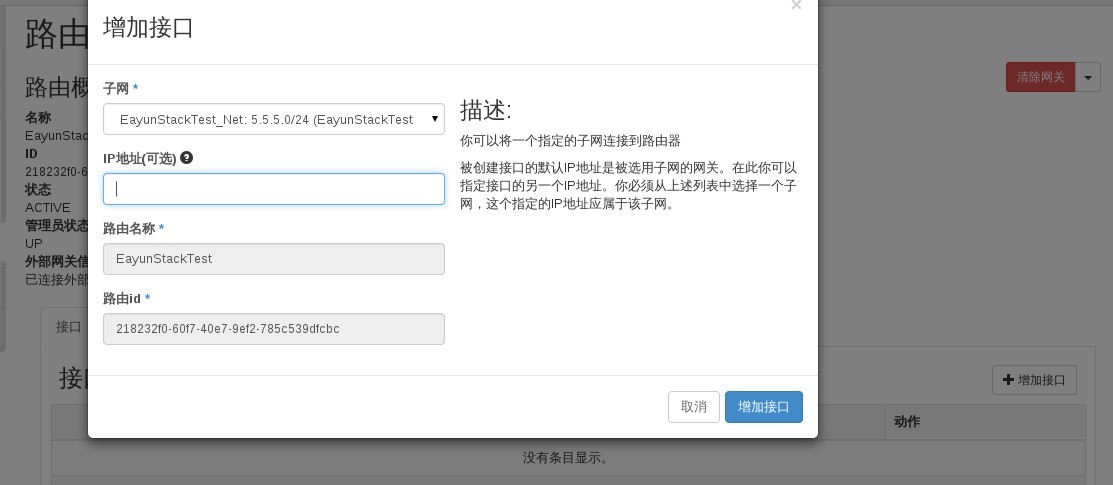 增加接口
×
子网 *
EayunStackTest_Net: 5.5.5.0/24 (EayunStackTest
IP地址(可选)
路由名称 *
EayunStackTest
路由id *
218232f0-60f7-40e7-9ef2-785c539dfcbc
描述:
你可以将一个指定的子网连接到路由器
被创建接口的默认IP地址是被选用子网的网关。在此你可以
指定接口的另一个IP地址。你必须从上述列表中选择一个子
网，这个指定的IP地址应属于该子网。
取消
增加接口
路由
清除网关
路由概
名称
EayunStac
ID
218232f0-6
状态
ACTIVE
管理员状态
UP
外部网关信
已连接外部
接口
接口
增加接口
动作
没有条目显示。